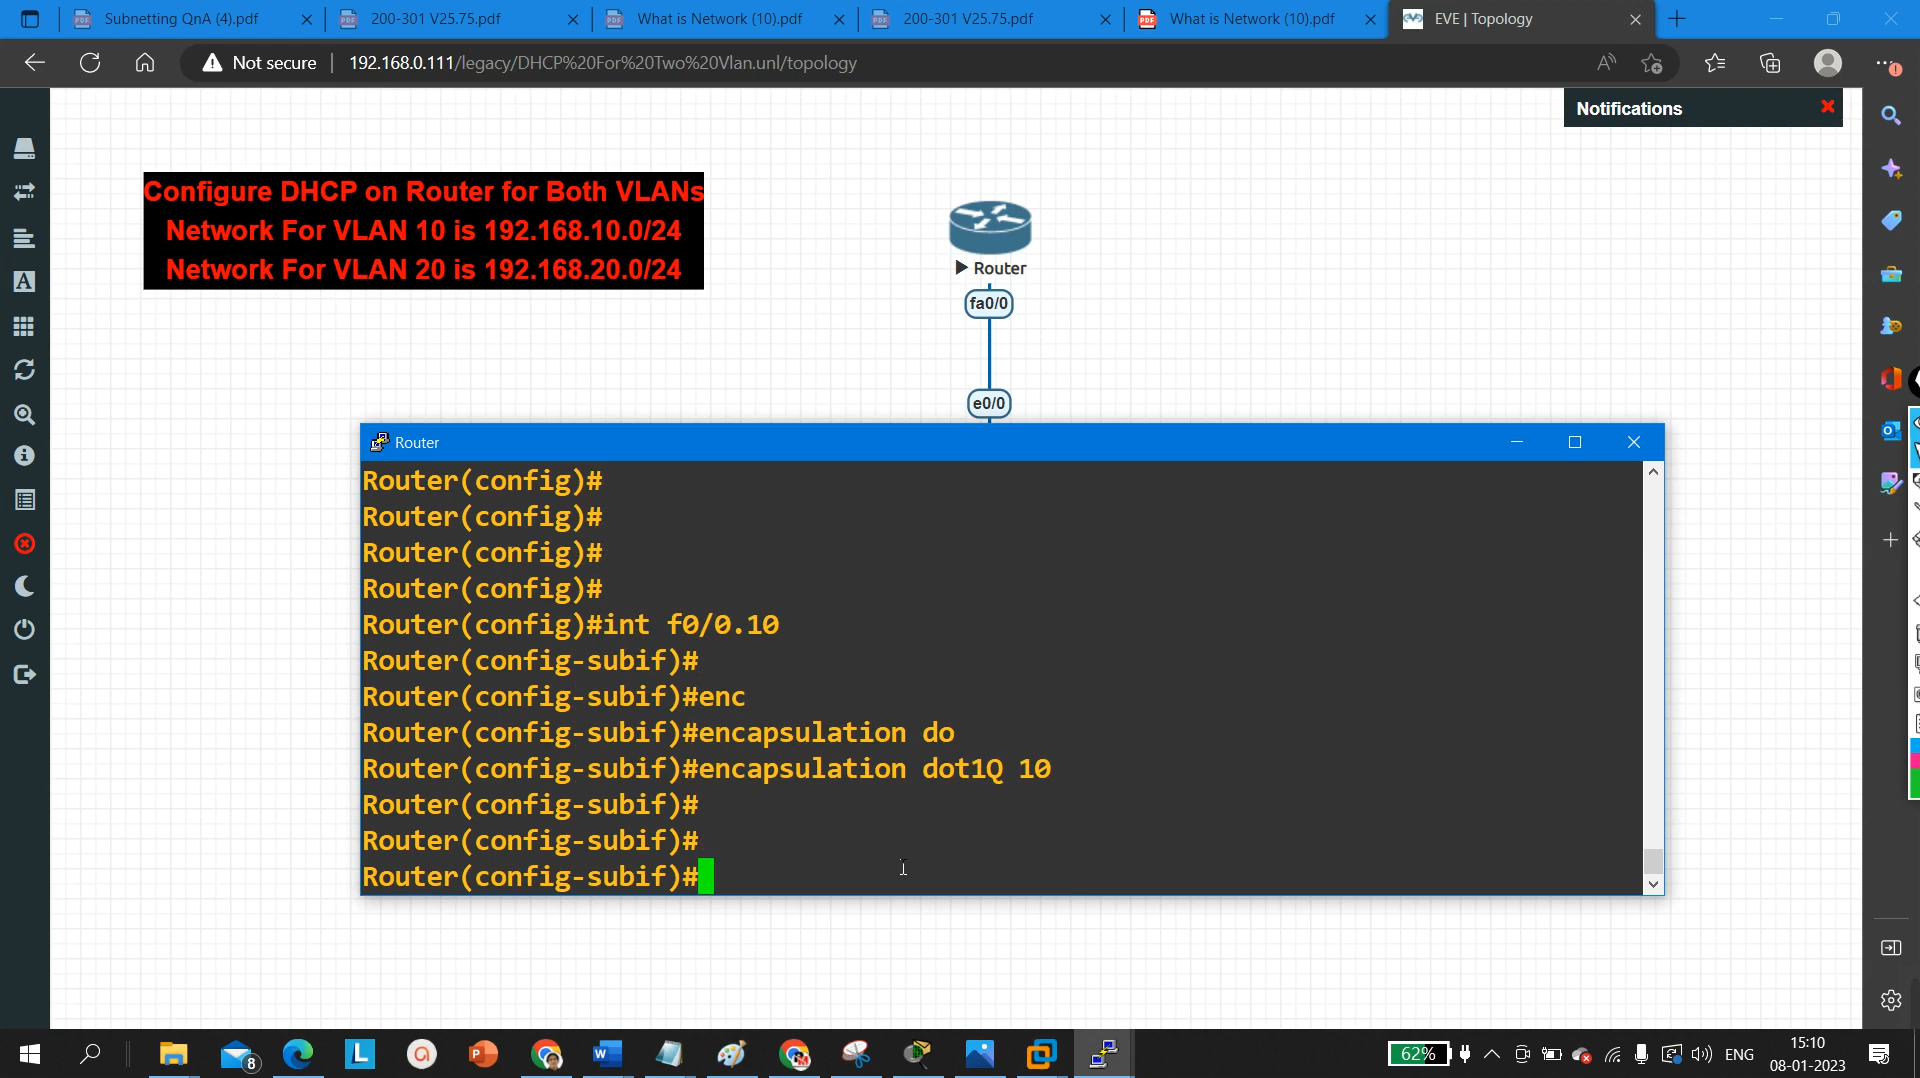 Subnetting QnA (4).pdf
200-301 V25.75.pdf
What is Network (10).pdf
200-301 V25.75.pdf
What is Network (10).pdf
EVE | Topology
Not secure
192.168.0.111/legacy/DHCP%20For%20Two%20Vlan.unl/topology
Notifications
Configure DHCP on Router for Both VLANs
Network For VLAN 10 is 192.168.10.0/24
Network For VLAN 20 is 192.168.20.0/24
Router
fa0/0
e0/0
Router
Router(config)#
Router(config)#
Router(config)#
Router(config)#
Router(config)#int f0/0.10
Router(config-subif)#
Router(config-subif)#enc
Router(config-subif)#encapsulation do
Router(config-subif)#encapsulation dot1Q 10
Router(config-subif)#
Router(config-subif)#
Router(config-subif)#
8
62%
ENG
15:10
08-01-2023